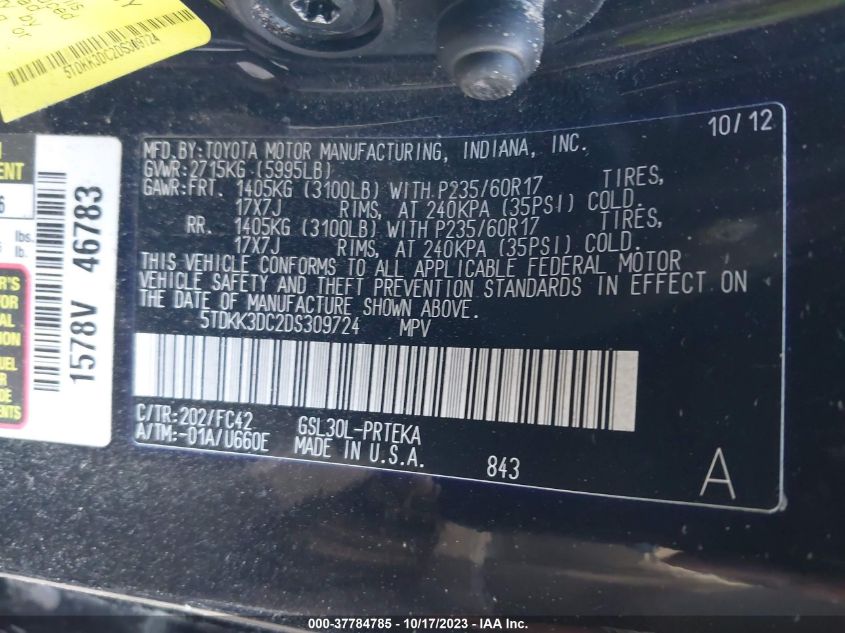 5TDKK3DC2DS309724
10/12
MFD. BY: TOYOTA MOTOR MANUFACTURING, INDIANA, INC.
GVWR: 2715KG (5995LB)
GAWR: FRT. 1405KG (3100LB) WITH P235/60R17 TIRES,
17X7J RIMS, AT 240KPA (35PSI) COLD.
RR. 1405KG (3100LB) WITH P235/60R17 TIRES,
17X7J RIMS, AT 240KPA (35PSI) COLD.
THIS VEHICLE CONFORMS TO ALL APPLICABLE FEDERAL MOTOR
VEHICLE SAFETY AND THEFT PREVENTION STANDARDS IN EFFECT ON
THE DATE OF MANUFACTURE SHOWN ABOVE.
5TDKK3DC2DS309724 MPV
C/TR: 202/FC42 GSL30L-PRTEKA
A/TM: -01A/U660E MADE IN U.S.A.
843
A
1578V 46783
lbs.
lb.
000-37784785 - 10/17/2023 - IAA Inc.